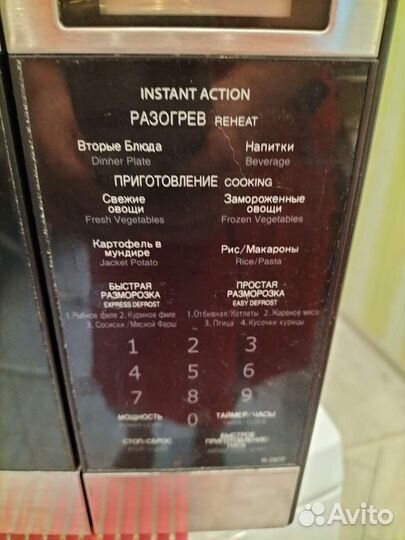 INSTANT ACTION
РАЗОГРЕВ REHEAT
Вторые Блюда Напитки
Dinner Plate Beverage
ПРИГОТОВЛЕНИЕ COOKING
Свежие Замороженные
овощи овощи
Fresh Vegetables Frozen Vegetables
Картофель в Рис/Макароны
мундире Rice/Pasta
Jacket Potato
БЫСТРАЯ ПРОСТАЯ
РАЗМОРОЗКА РАЗМОРОЗКА
EXPRESS DEFROST EASY DEFROST
1.Рыбное филе 2. Куриное филе 1.Отбивная/Котлеты 2.Жареное мясо
3. Сосиски / Мясной Фарш 3. Птица 4. Кусочки курицы
1 2 3
4 5 6
7 8 9
МОЩНОСТЬ 0 ТАЙМЕР/ЧАСЫ
POWER LEVEL
СТОП/СБРОС БЫСТРОЕ
ПРИГОТОВЛЕНИЕ/
ПУСК
Avito